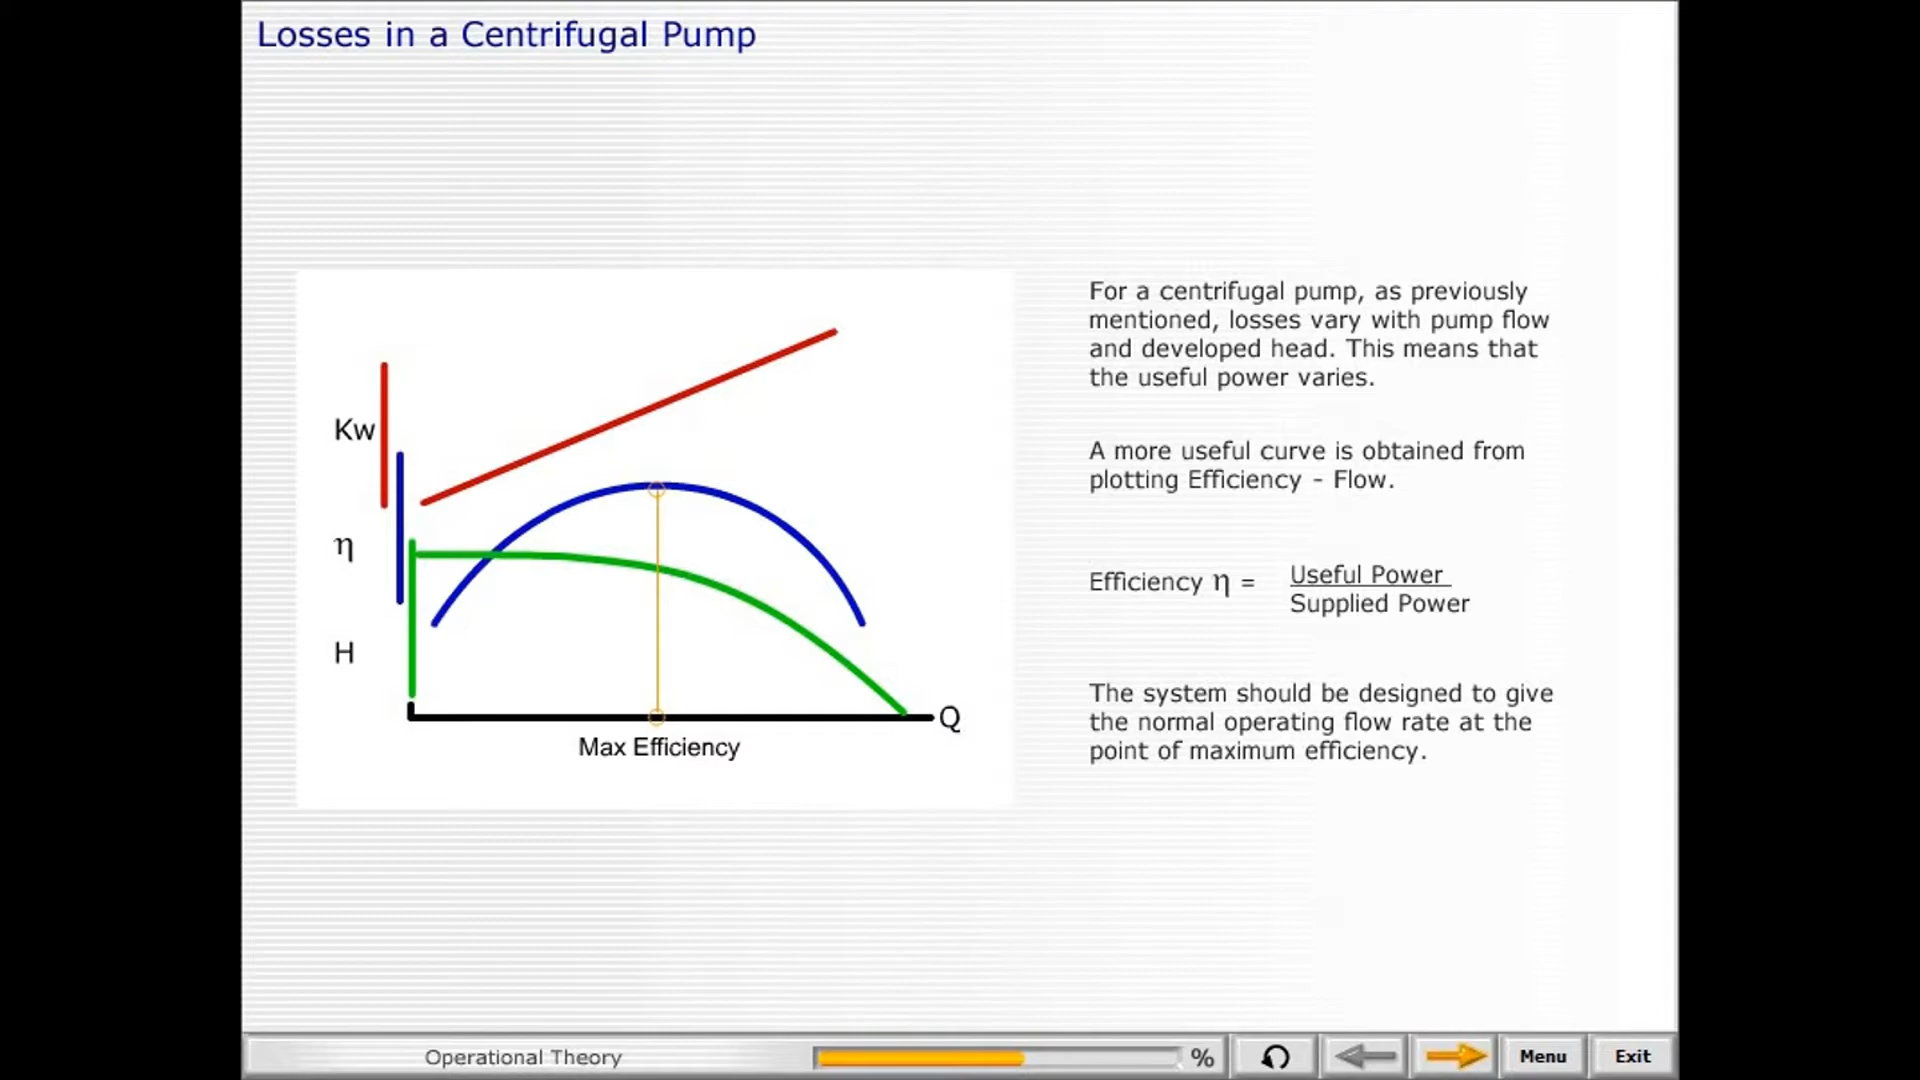 Losses in a Centrifugal Pump
Kw
η
H
Q
Max Efficiency
For a centrifugal pump, as previously
mentioned, losses vary with pump flow
and developed head. This means that
the useful power varies.
A more useful curve is obtained from
plotting Efficiency - Flow.
Efficiency η = Useful Power
Supplied Power
The system should be designed to give
the normal operating flow rate at the
point of maximum efficiency.
Operational Theory
%
Menu
Exit